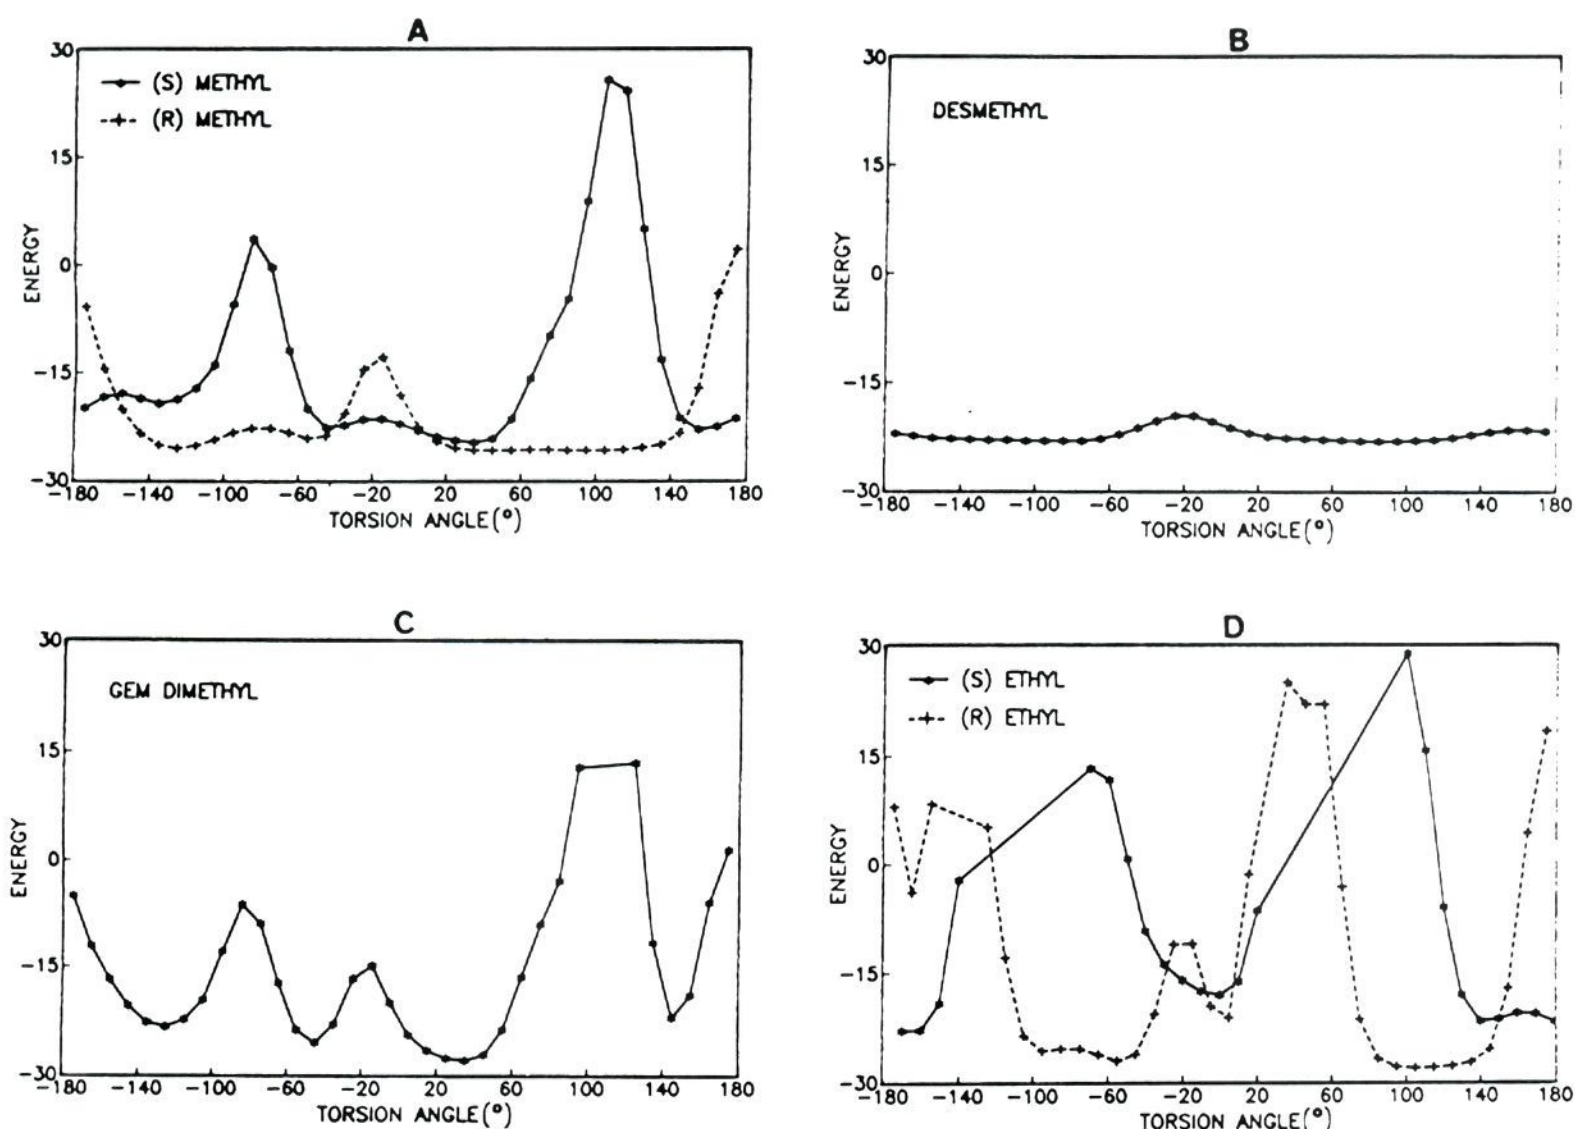 A
30
15
0
-15
-30
ENERGY
(S) METHYL
(R) METHYL
-180 -140 -100 -60 -20 20 60 100 140 180
TORSION ANGLE(°)
B
30
15
0
-15
-30
ENERGY
DESMETHYL
-180 -140 -100 -60 -20 20 60 100 140 180
TORSION ANGLE(°)
C
30
15
0
-15
-30
ENERGY
GEM DIMETHYL
-180 -140 -100 -60 -20 20 60 100 140 180
TORSION ANGLE(°)
D
30
15
0
-15
-30
ENERGY
(S) ETHYL
(R) ETHYL
-180 -140 -100 -60 -20 20 60 100 140 180
TORSION ANGLE(°)